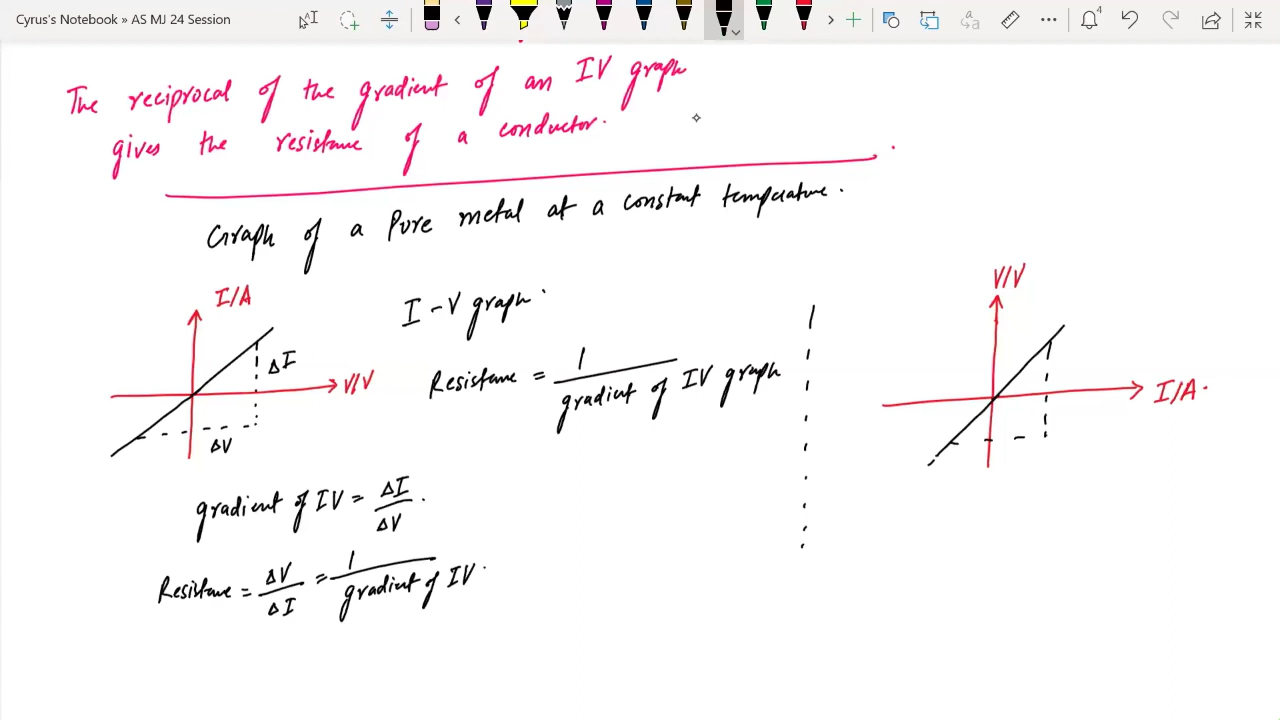 Cyrus's Notebook » AS MJ 24 Session
4
The reciprocal of the gradient of an IV graph
gives the resistance of a conductor.
Graph of a Pure metal at a constant temperature.
I/A
ΔI
V/V
ΔV
I-V graph.
Resistance = 1 / gradient of IV graph
gradient of IV = ΔI / ΔV.
Resistance = ΔV / ΔI = 1 / gradient of IV.
V/V
I/A.